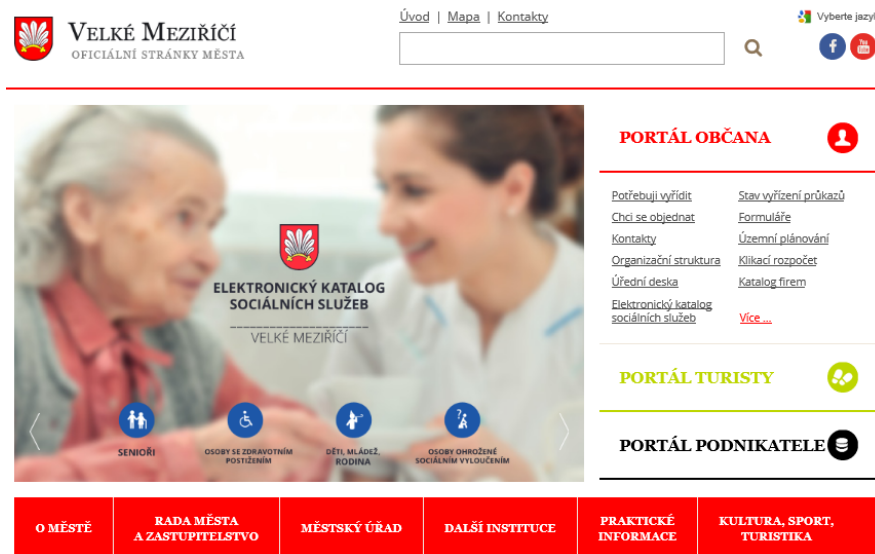 VELKÉ MEZIŘÍČÍ
OFICIÁLNÍ STRÁNKY MĚSTA
Úvod | Mapa | Kontakty
Vyberte jazy
PORTÁL OBČANA
Potřebuji vyřídit
Stav vyřízení průkazů
Chci se objednat
Formuláře
Kontakty
Územní plánování
Organizační struktura
Klikací rozpočet
Úřední deska
Katalog firem
Elektronický katalog
sociálních služeb
Více ...
ELEKTRONICKÝ KATALOG
SOCIÁLNÍCH SLUŽEB
VELKÉ MEZIŘÍČÍ
SENIOŘI
OSOBY SE ZDRAVOTNÍM
POSTIŽENÍM
DĚTI, MLÁDEŽ,
RODINA
OSOBY OHROŽENÉ
SOCIÁLNÍM VYLOUČENÍM
PORTÁL TURISTY
PORTÁL PODNIKATELE
O MĚSTĚ
RADA MĚSTA
A ZASTUPITELSTVO
MĚSTSKÝ ÚŘAD
DALŠÍ INSTITUCE
PRAKTICKÉ
INFORMACE
KULTURA, SPORT,
TURISTIKA